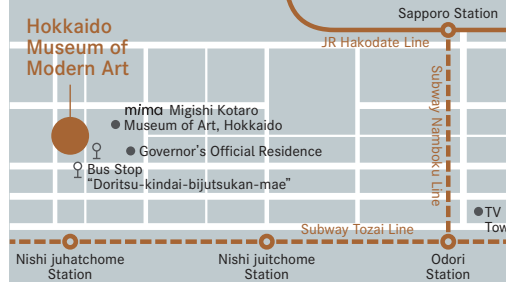 Sapporo Station
Hokkaido
Museum of
Modern Art
JR Hakodate Line
Subway Namboku Line
mima Migishi Kotaro
Museum of Art, Hokkaido
Governor's Official Residence
Bus Stop
"Doritsu-kindai-bijutsukan-mae"
TV
Subway Tozai Line
Nishi juhatchome
Station
Nishi juitchome
Station
Odori
Station